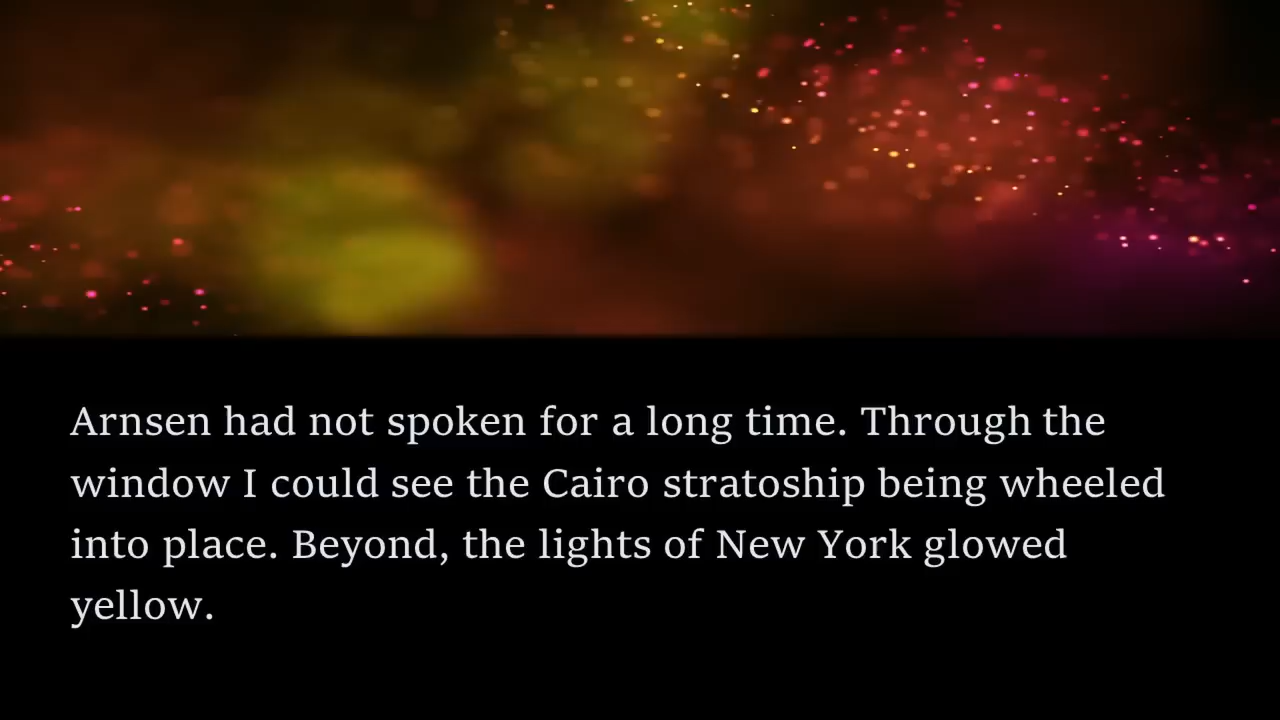 Arnsen had not spoken for a long time. Through the
window I could see the Cairo stratoship being wheeled
into place. Beyond, the lights of New York glowed
yellow.